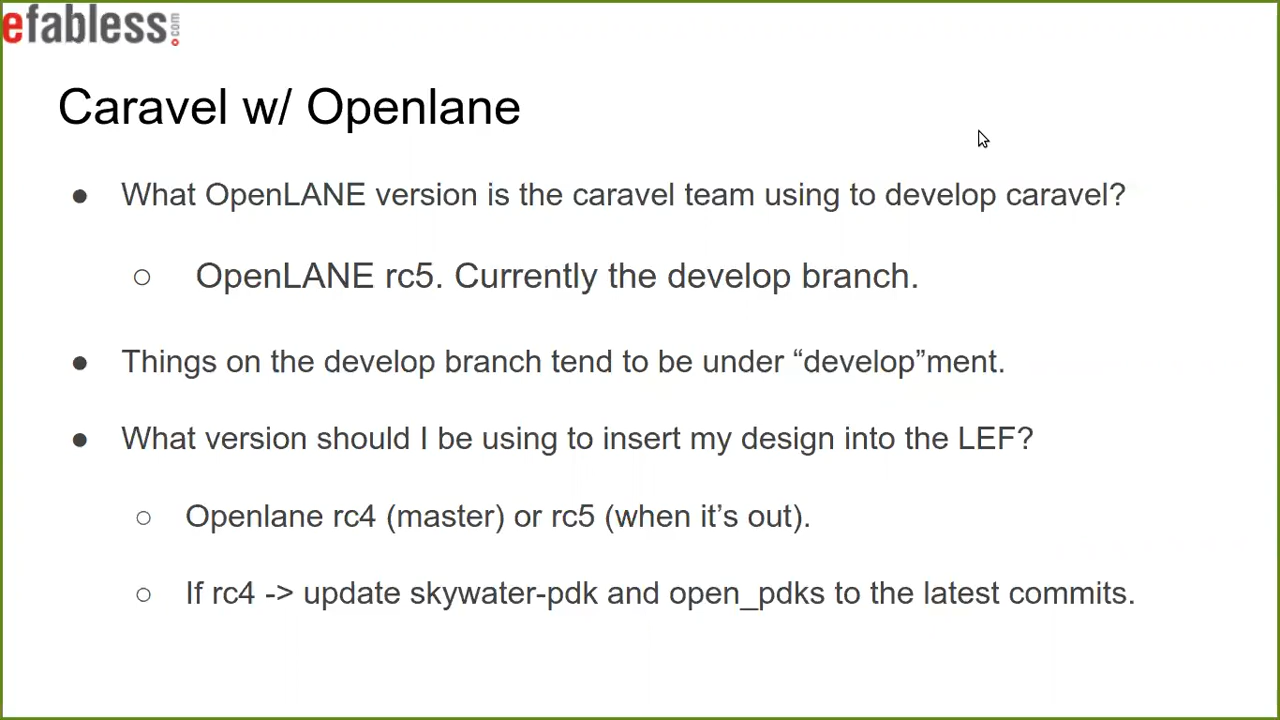 efabless.com
Caravel w/ Openlane
● What OpenLANE version is the caravel team using to develop caravel?
○ OpenLANE rc5. Currently the develop branch.
● Things on the develop branch tend to be under “develop”ment.
● What version should I be using to insert my design into the LEF?
○ Openlane rc4 (master) or rc5 (when it’s out).
○ If rc4 -> update skywater-pdk and open_pdks to the latest commits.